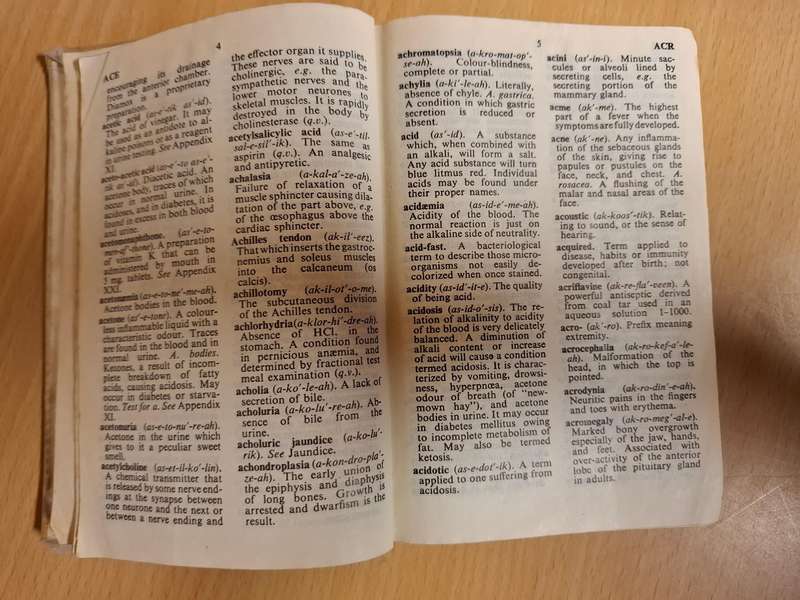 ACE
4
encouraging its drainage
from the anterior chamber.
Diamox is a proprietary
preparation.
acetic acid (as-e'-tik as'-id).
The acid of vinegar. It may
be used as an antidote to al-
kaline poisons or as a reagent
in urine testing. See Appendix
XI.
aceto-acetic acid (as-e'-to as-e'-
tik as'-id). Diacetic acid. An
acetone body, traces of which
occur in normal urine. In
acidosis, and in diabetes, it is
found in excess in both blood
and urine.
acetomenaphthone. (as'-e-to-
men-af'-thone). A preparation
of vitamin K that can be
administered by mouth in
5 mg. tablets. See Appendix
XXI.
acetonæmia (as-e-to-ne'-me-ah).
Acetone bodies in the blood.
acetone (as'-e-tone). A colour-
less inflammable liquid with a
characteristic odour. Traces
are found in the blood and in
normal urine. A. bodies.
Ketones, a result of incom-
plete breakdown of fatty
acids, causing acidosis. May
occur in diabetes or starva-
tion. Test for a. See Appendix
XI.
acetonuria (as-e-to-nu'-re-ah).
Acetone in the urine which
gives to it a peculiar sweet
smell.
acetylcholine (as-et-il-ko'-lin).
A chemical transmitter that
is released by some nerve end-
ings at the synapse between
one neurone and the next or
between a nerve ending and
the effector organ it supplies.
These nerves are said to be
cholinergic, e.g. the para-
sympathetic nerves and the
lower motor neurones to
skeletal muscles. It is rapidly
destroyed in the body by
cholinesterase (q.v.).
acetylsalicylic acid (as-e'-til-
sal-e-sil'-ik). The same as
aspirin (q.v.). An analgesic
and antipyretic.
achalasia (a-kal-a'-ze-ah).
Failure of relaxation of a
muscle sphincter causing dila-
tation of the part above, e.g.
of the œsophagus above the
cardiac sphincter.
Achilles tendon (ak-il'-eez).
That which inserts the gastroc-
nemius and soleus muscles
into the calcaneum (os
calcis).
achillotomy (ak-il-ot'-o-me).
The subcutaneous division
of the Achilles tendon.
achlorhydria (a-klor-hi'-dre-ah).
Absence of HCl. in the
stomach. A condition found
in pernicious anæmia, and
determined by fractional test
meal examination (q.v.).
acholia (a-ko'-le-ah). A lack of
secretion of bile.
acholuria (a-ko-lu'-re-ah). Ab-
sence of bile from the
urine.
acholuric jaundice (a-ko-lu'-
rik). See Jaundice.
achondroplasia (a-kon-dro-pla'-
ze-ah). The early union of
the epiphysis and diaphysis
of long bones. Growth is
arrested and dwarfism is the
result.
5
ACR
achromatopsia (a-kro-mat-op'-
se-ah). Colour-blindness,
complete or partial.
achylia (a-ki'-le-ah). Literally,
absence of chyle. A. gastrica.
A condition in which gastric
secretion is reduced or
absent.
acid (as'-id). A substance
which, when combined with
an alkali, will form a salt.
Any acid substance will turn
blue litmus red. Individual
acids may be found under
their proper names.
acidæmia (as-id-e'-me-ah).
Acidity of the blood. The
normal reaction is just on
the alkaline side of neutrality.
acid-fast. A bacteriological
term to describe those micro-
organisms not easily de-
colorized when once stained.
acidity (as-id'-it-e). The quality
of being acid.
acidosis (as-id-o'-sis). The re-
lation of alkalinity to acidity
of the blood is very delicately
balanced. A diminution of
alkali content or increase
of acid will cause a condition
termed acidosis. It is charac-
terized by vomiting, drowsi-
ness, hyperpnœa, acetone
odour of breath (of "new-
mown hay"), and acetone
bodies in urine. It may occur
in diabetes mellitus owing
to incomplete metabolism of
fat. May also be termed
ketosis.
acidotic (as-e-dot'-ik). A term
applied to one suffering from
acidosis.
acini (as'-in-i). Minute sac-
cules or alveoli lined by
secreting cells, e.g. the
secreting portion of the
mammary gland.
acme (ak'-me). The highest
part of a fever when the
symptoms are fully developed.
acne (ak'-ne). Any inflamma-
tion of the sebaceous glands
of the skin, giving rise to
papules or pustules on the
face, neck, and chest. A.
rosacea. A flushing of the
malar and nasal areas of the
face.
acoustic (ak-koos'-tik). Relat-
ing to sound, or the sense of
hearing.
acquired. Term applied to
disease, habits or immunity
developed after birth; not
congenital.
acriflavine (ak-re-fla'-veen). A
powerful antiseptic derived
from coal tar used in an
aqueous solution 1-1000.
acro- (ak'-ro). Prefix meaning
extremity.
acrocephalia (ak-ro-kef-a'-le-
ah). Malformation of the
head, in which the top is
pointed.
acrodynia (ak-ro-din'-e-ah).
Neuritic pains in the fingers
and toes with erythema.
acromegaly (ak-ro-meg'-al-e).
Marked bony overgrowth
especially of the jaw, hands,
and feet. Associated with
over-activity of the anterior
lobe of the pituitary gland
in adults.